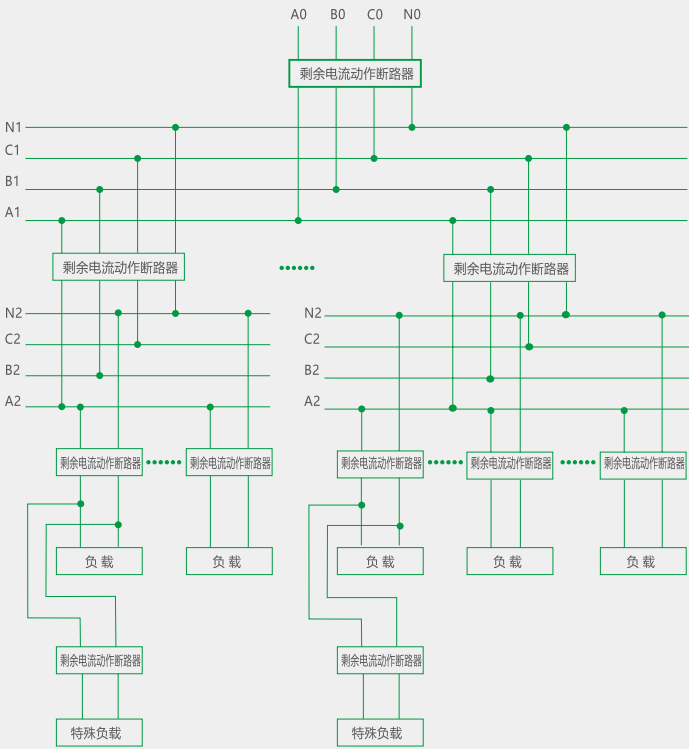 A0 B0 C0 N0
剩余电流动作断路器
N1
C1
B1
A1
剩余电流动作断路器 剩余电流动作断路器
N2 N2
C2 C2
B2 B2
A2 A2
剩余电流动作断路器 剩余电流动作断路器 剩余电流动作断路器 剩余电流动作断路器 剩余电流动作断路器
负 载 负 载 负 载 负 载 负 载
剩余电流动作断路器 剩余电流动作断路器
特殊负载 特殊负载